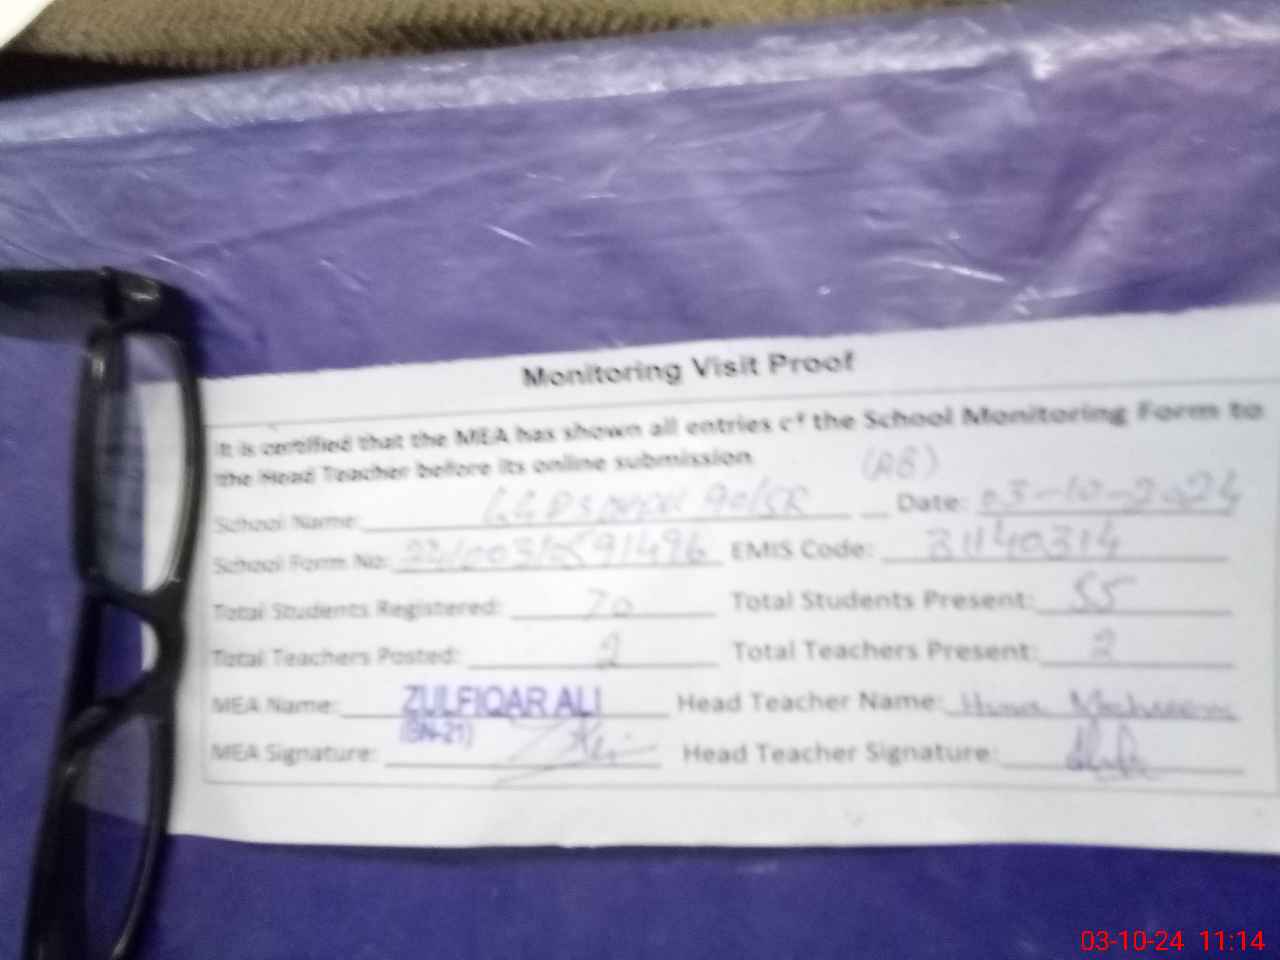 Monitoring Visit Proof
It is certified that the MEA has shown all entries of the School Monitoring Form to
the Head Teacher before its online submission
School Name: Date: 03-10-2024
School Form No: EMIS Code: 31140314
Total Students Registered: 70 Total Students Present: 55
Total Teachers Posted: 2 Total Teachers Present: 2
MEA Name: ZULFIQAR ALI Head Teacher Name:
(BN-21)
MEA Signature: Head Teacher Signature:
03-10-24 11:14